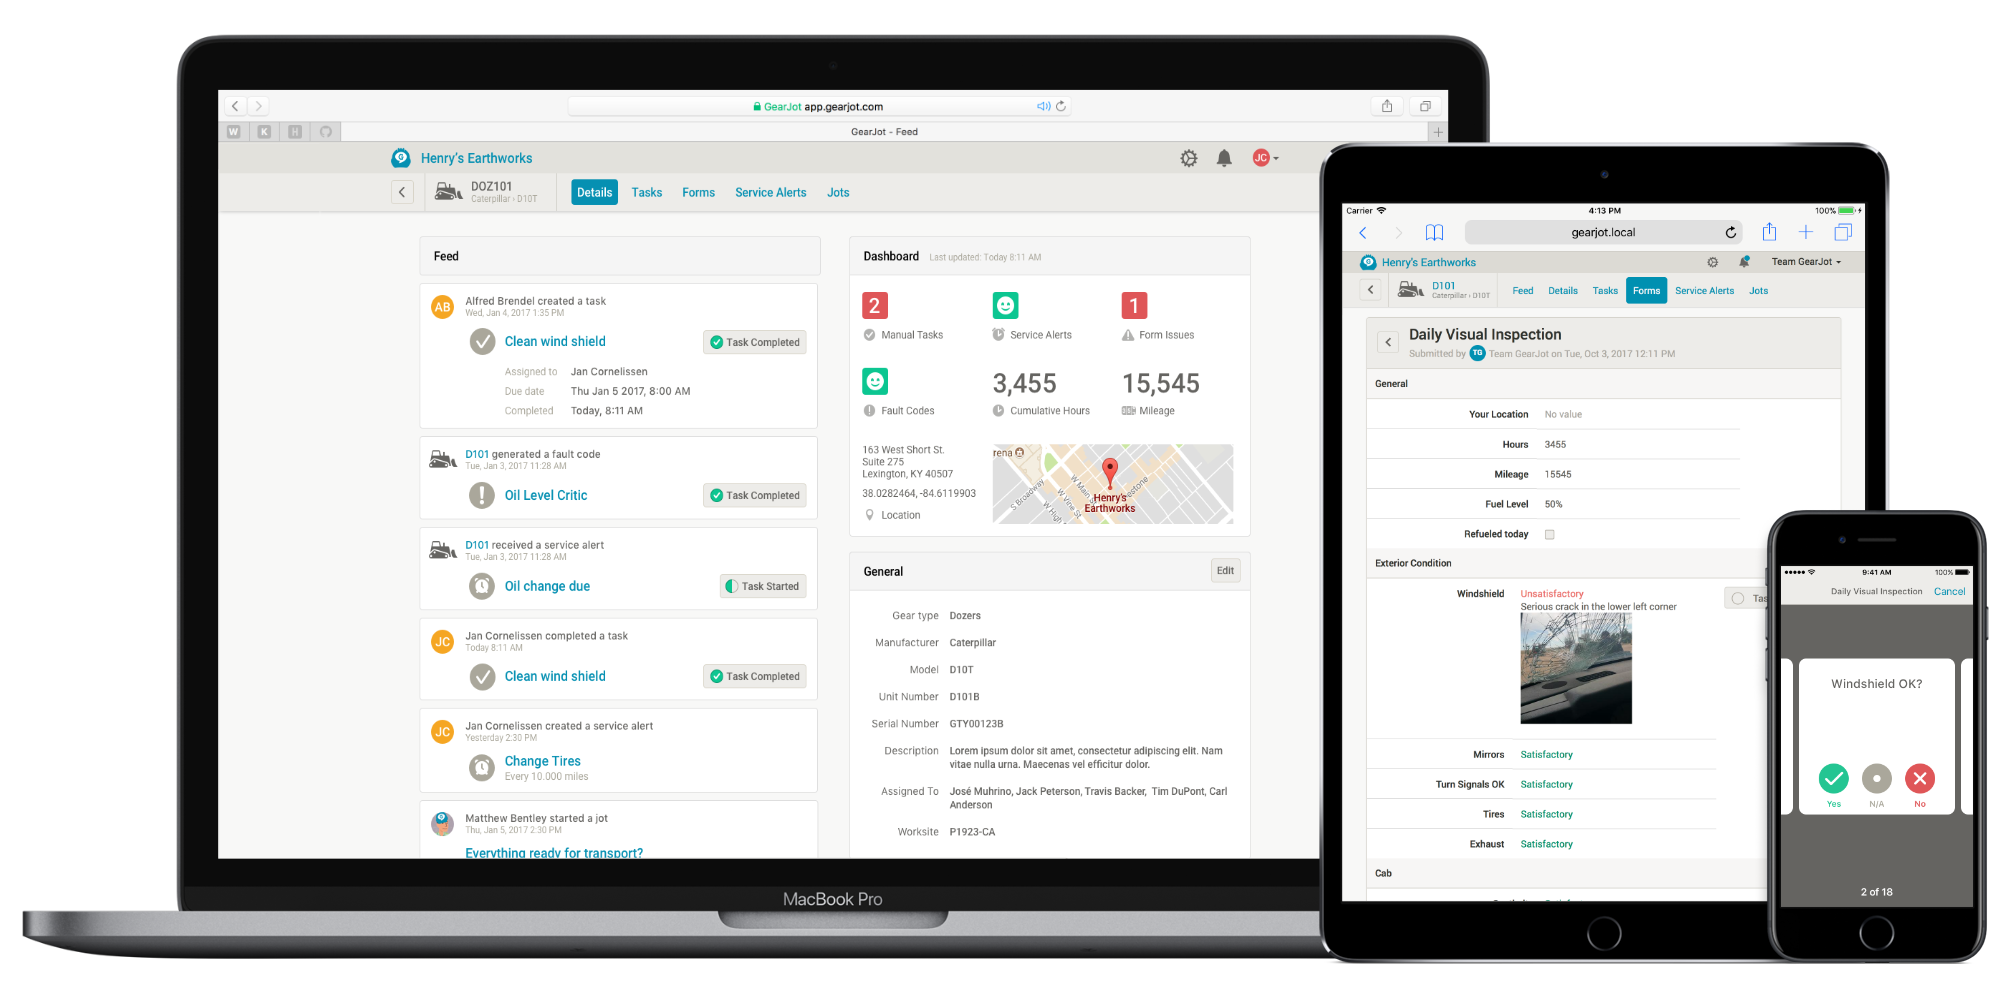 GearJot app.gearjot.com
W K H
GearJot - Feed
Henry's Earthworks
JC
DOZ101
Caterpillar › D10T
Details Tasks Forms Service Alerts Jots
Feed
AB
Alfred Brendel created a task
Wed, Jan 4, 2017 1:35 PM
Clean wind shield
Task Completed
Assigned to Jan Cornelissen
Due date Thu Jan 5 2017, 8:00 AM
Completed Today, 8:11 AM
D101 generated a fault code
Tue, Jan 3, 2017 11:28 AM
Oil Level Critic
Task Completed
D101 received a service alert
Tue, Jan 3, 2017 11:28 AM
Oil change due
Task Started
JC
Jan Cornelissen completed a task
Today 8:11 AM
Clean wind shield
Task Completed
JC
Jan Cornelissen created a service alert
Yesterday 2:30 PM
Change Tires
Every 10.000 miles
Matthew Bentley started a jot
Thu, Jan 5, 2017 2:30 PM
Everything ready for transport?
Dashboard Last updated: Today 8:11 AM
2
Manual Tasks
Service Alerts
1
Form Issues
Fault Codes
3,455
Cumulative Hours
15,545
Mileage
163 West Short St.
Suite 275
Lexington, KY 40507
38.0282464, -84.6119903
Location
rena
S Broadway
W Main
W Vine St
W High
estone
Henry's
Earthworks
General
Edit
Gear type Dozers
Manufacturer Caterpillar
Model D10T
Unit Number D101B
Serial Number GTY00123B
Description Lorem ipsum dolor sit amet, consectetur adipiscing elit. Nam
vitae nulla urna. Maecenas vel efficitur dolor.
Assigned To José Muhrino, Jack Peterson, Travis Backer, Tim DuPont, Carl
Anderson
Worksite P1923-CA
MacBook Pro
Carrier 4:13 PM 100%
gearjot.local
Henry's Earthworks
Team GearJot
D101
Caterpillar › D10T
Feed Details Tasks Forms Service Alerts Jots
Daily Visual Inspection
Submitted by TG Team GearJot on Tue, Oct 3, 2017 12:11 PM
General
Your Location No value
Hours 3455
Mileage 15545
Fuel Level 50%
Refueled today
Exterior Condition
Windshield Unsatisfactory
Serious crack in the lower left corner
Tas
Mirrors Satisfactory
Turn Signals OK Satisfactory
Tires Satisfactory
Exhaust Satisfactory
Cab
9:41 AM 100%
Daily Visual Inspection Cancel
Windshield OK?
Yes N/A No
2 of 18